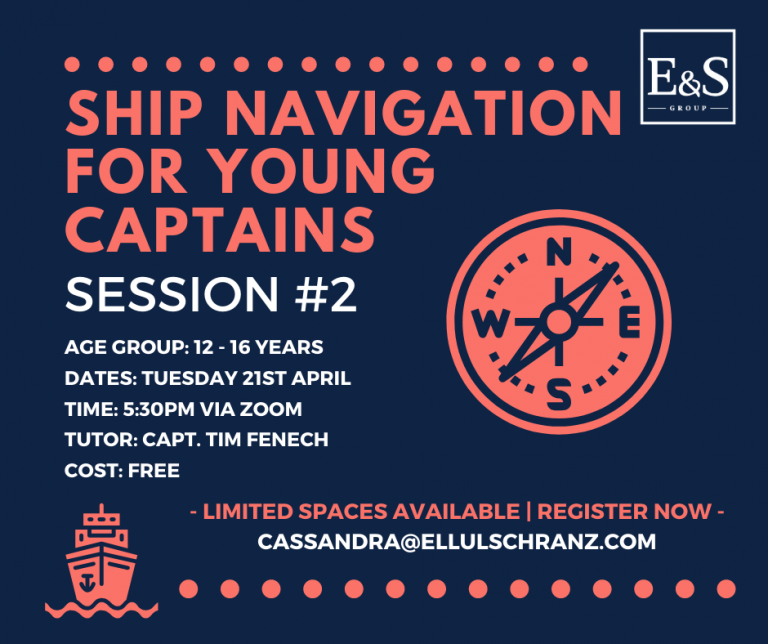 E&S
GROUP
SHIP NAVIGATION
FOR YOUNG
CAPTAINS
SESSION #2
AGE GROUP: 12 - 16 YEARS
DATES: TUESDAY 21ST APRIL
TIME: 5:30PM VIA ZOOM
TUTOR: CAPT. TIM FENECH
COST: FREE
N
W E
S
- LIMITED SPACES AVAILABLE | REGISTER NOW -
CASSANDRA@ELLULSCHRANZ.COM